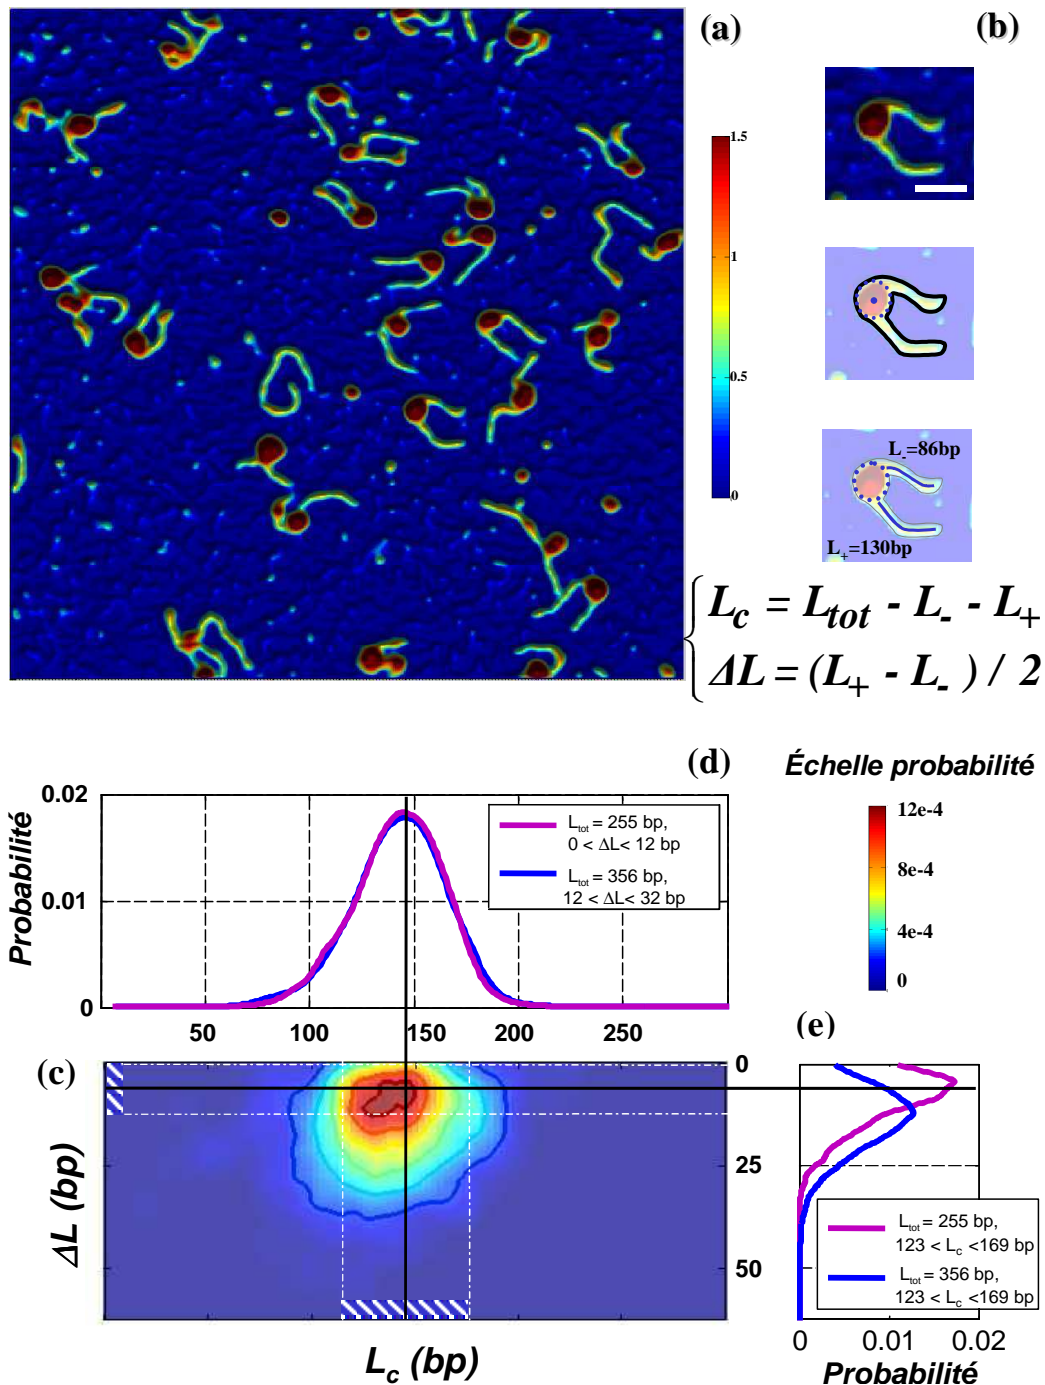 (a)
(b)
1.5
1
0.5
0
L_=86bp
L+=130bp
Lc = Ltot - L- - L+
ΔL = (L+ - L- ) / 2
(d)
Échelle probabilité
12e-4
8e-4
4e-4
0
Probabilité
0.02
0.01
0
Ltot = 255 bp,
0 < ΔL< 12 bp
Ltot = 356 bp,
12 < ΔL< 32 bp
50 100 150 200 250
(c)
ΔL (bp)
0
25
50
Lc (bp)
(e)
Ltot = 255 bp,
123 < Lc <169 bp
Ltot = 356 bp,
123 < Lc <169 bp
0 0.01 0.02
Probabilité